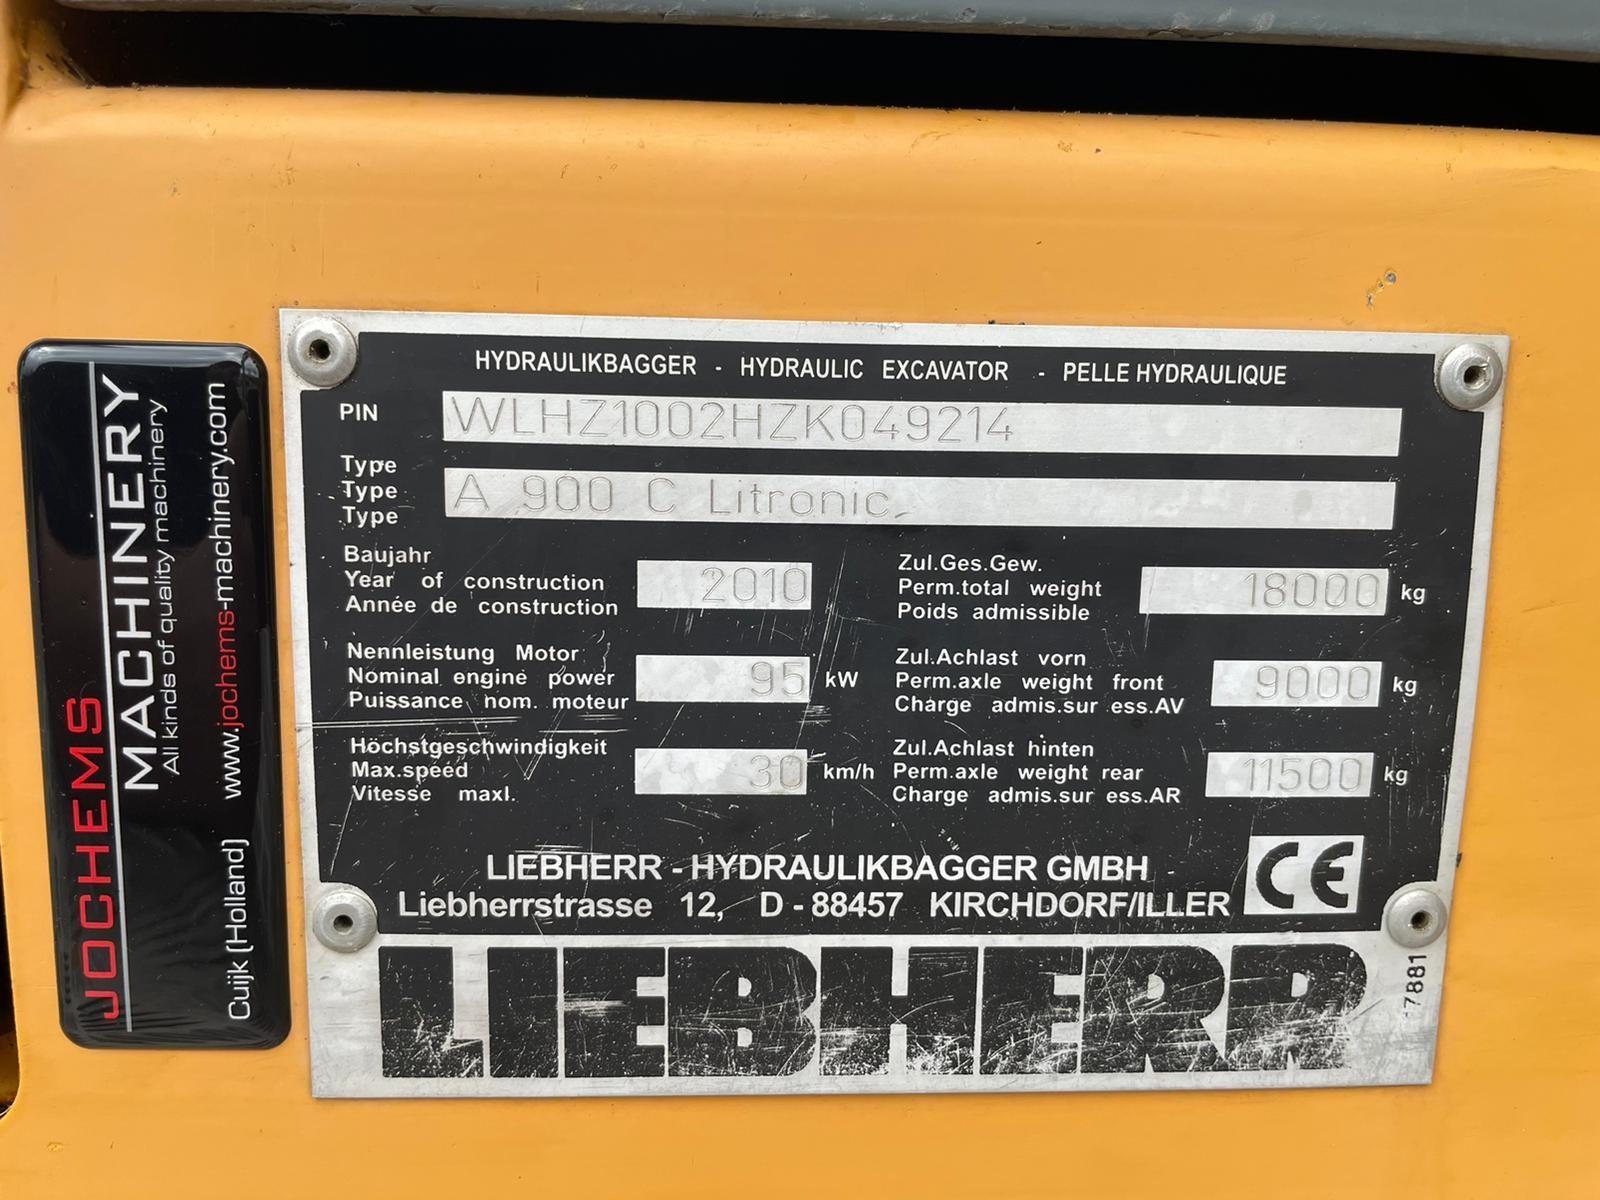 HYDRAULIKBAGGER - HYDRAULIC EXCAVATOR - PELLE HYDRAULIQUE
PIN WLHZ1002HZK049214
Type
Type A 900 C Litronic
Type
Baujahr
Year of construction 2010
Année de construction
Zul.Ges.Gew.
Perm.total weight 18000 kg
Poids admissible
Nennleistung Motor
Nominal engine power 95 kW
Puissance nom. moteur
Zul.Achlast vorn
Perm.axle weight front 9000 kg
Charge admis.sur ess.AV
Höchstgeschwindigkeit
Max.speed 30 km/h
Vitesse maxl.
Zul.Achlast hinten
Perm.axle weight rear 11500 kg
Charge admis.sur ess.AR
LIEBHERR - HYDRAULIKBAGGER GMBH
Liebherrstrasse 12, D - 88457 KIRCHDORF/ILLER
CE
LIEBHERR
7881
JOCHEMS
MACHINERY
All kinds of quality machinery
Cuijk (Holland) www.jochems-machinery.com